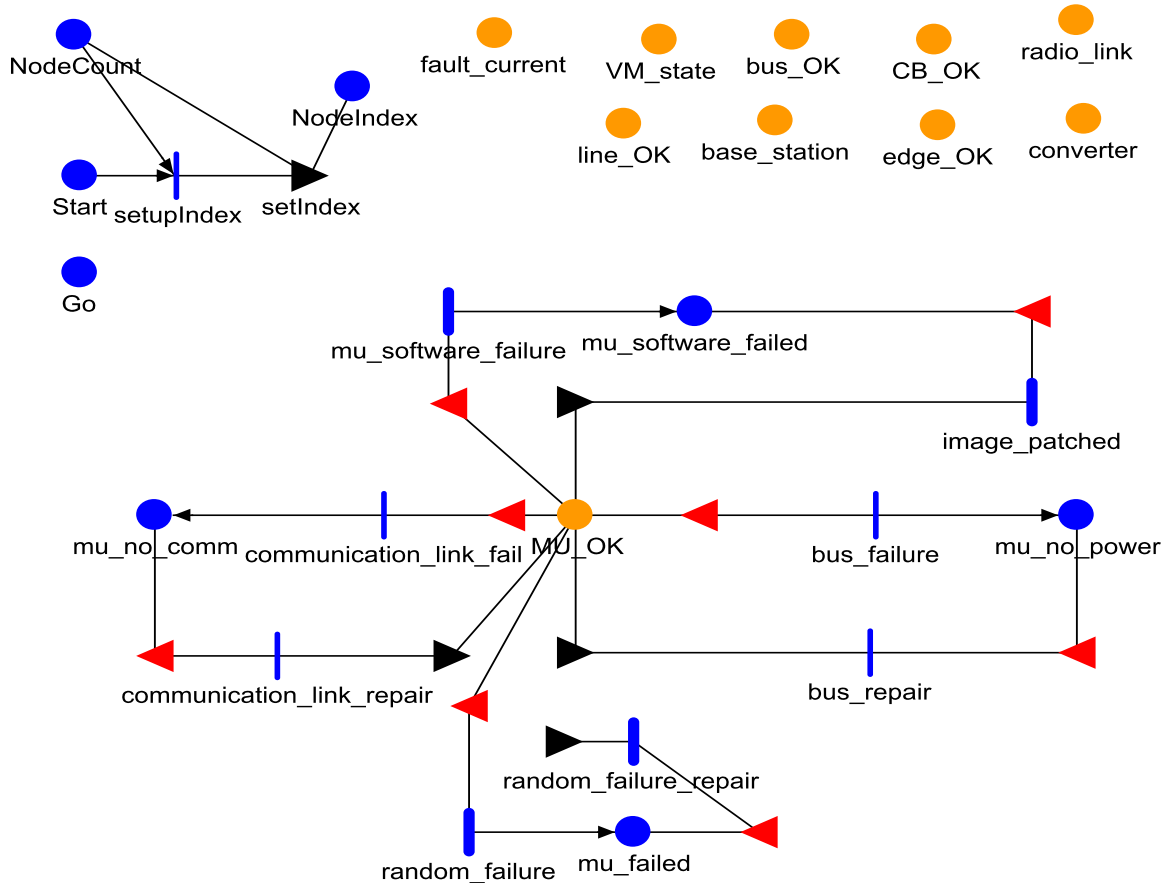 NodeCount
fault_current
VM_state
bus_OK
CB_OK
radio_link
NodeIndex
line_OK
base_station
edge_OK
converter
Start
setupIndex
setIndex
Go
mu_software_failure
mu_software_failed
image_patched
mu_no_comm
communication_link_fail
MU_OK
bus_failure
mu_no_power
communication_link_repair
bus_repair
random_failure_repair
random_failure
mu_failed